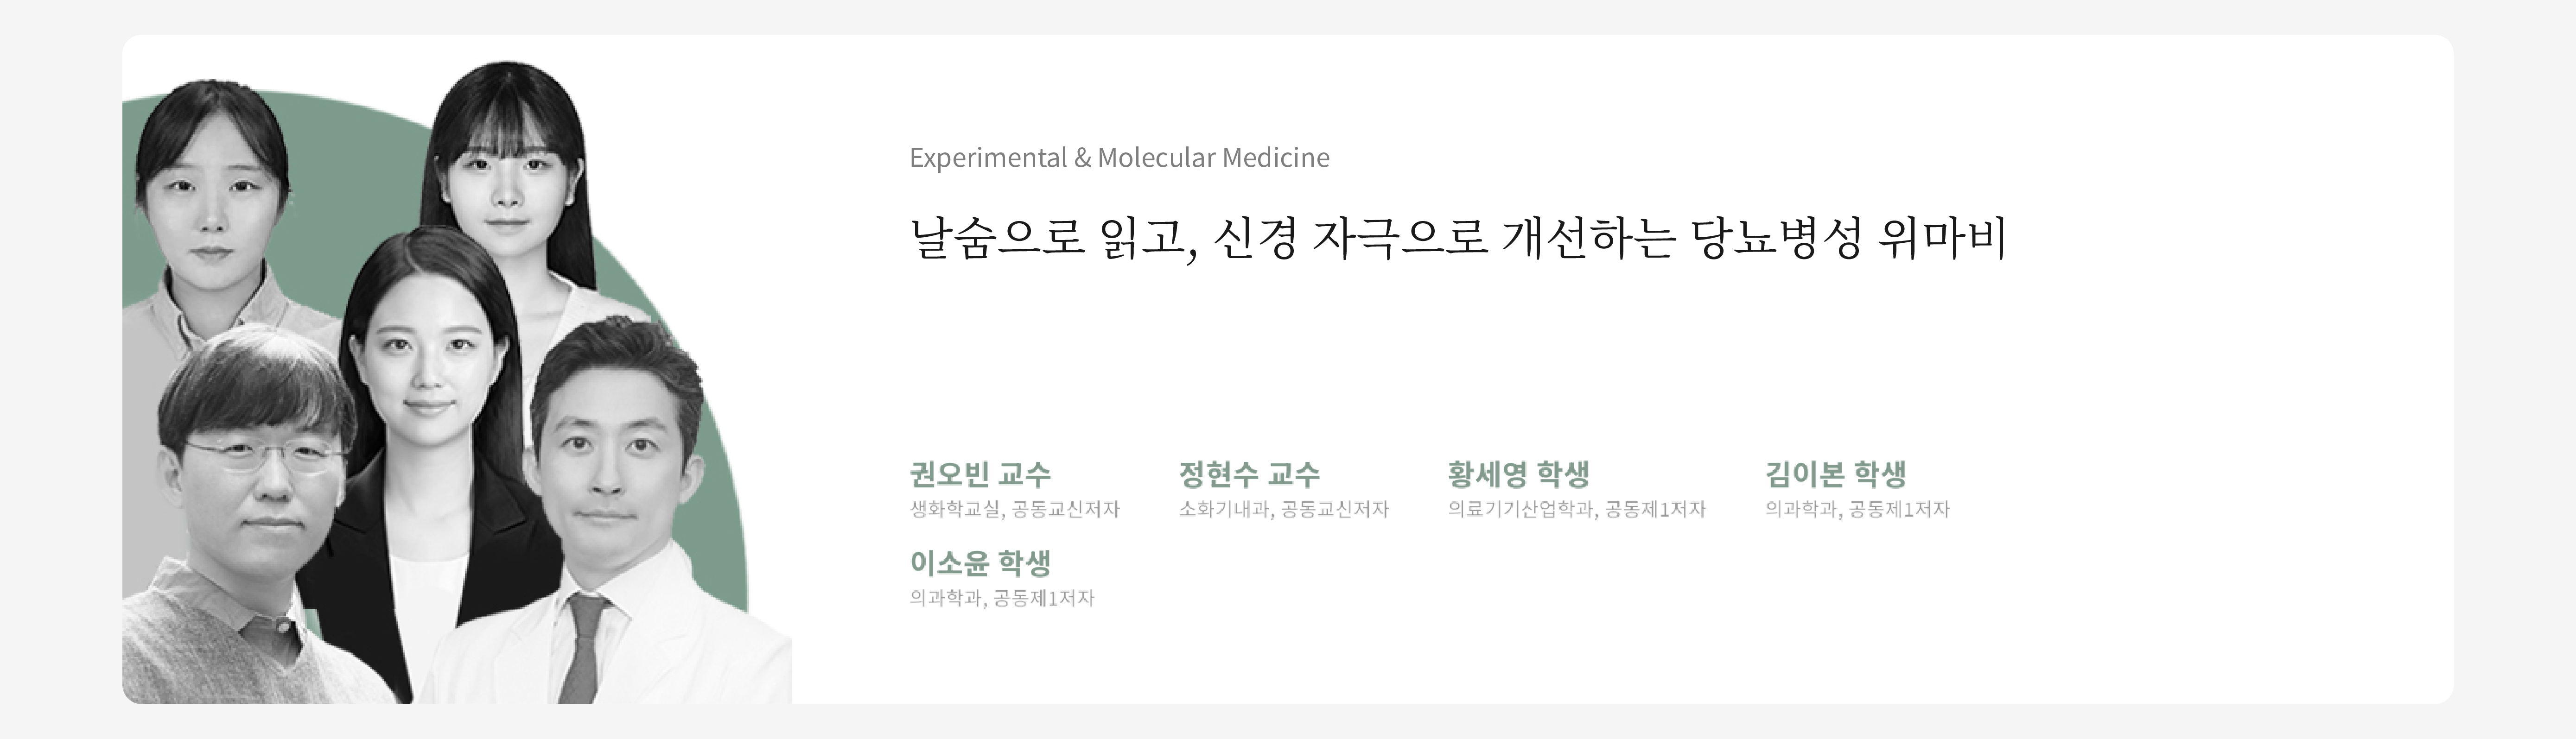 Experimental & Molecular Medicine
날숨으로 읽고, 신경 자극으로 개선하는 당뇨병성 위마비
권오빈 교수 정현수 교수 황세영 학생 김이본 학생
생화학교실, 공동교신저자 소화기내과, 공동교신저자 의료기기산업학과, 공동제1저자 의과학과, 공동제1저자
이소윤 학생
의과학과, 공동제1저자